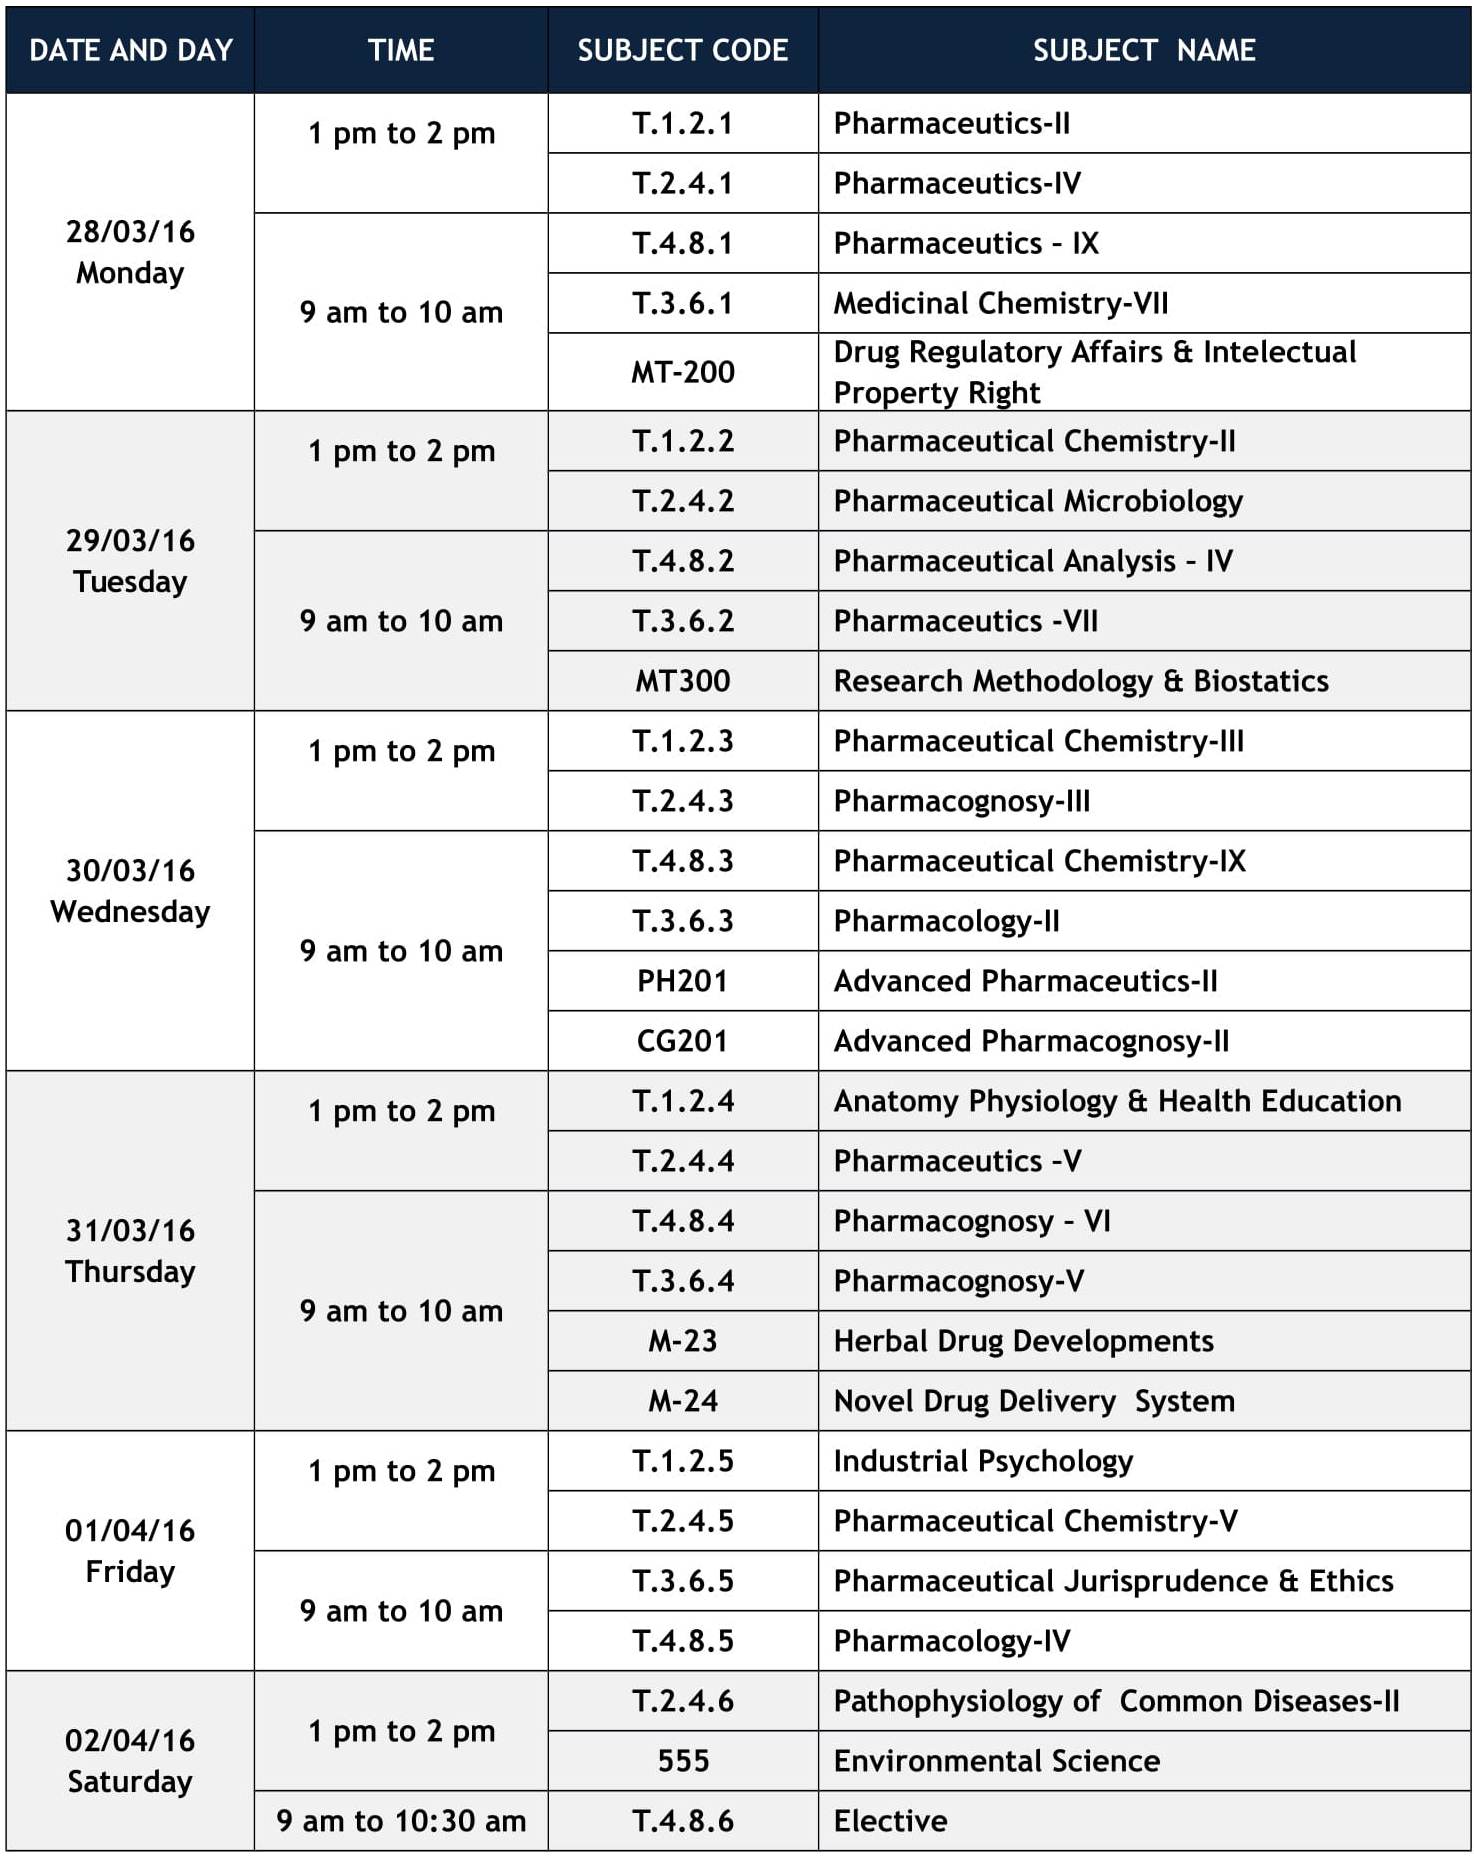 DATE AND DAY TIME SUBJECT CODE SUBJECT NAME
28/03/16
Monday
1 pm to 2 pm
T.1.2.1 Pharmaceutics-II
T.2.4.1 Pharmaceutics-IV
9 am to 10 am
T.4.8.1 Pharmaceutics – IX
T.3.6.1 Medicinal Chemistry-VII
MT-200 Drug Regulatory Affairs & Intelectual
Property Right
29/03/16
Tuesday
1 pm to 2 pm
T.1.2.2 Pharmaceutical Chemistry-II
T.2.4.2 Pharmaceutical Microbiology
9 am to 10 am
T.4.8.2 Pharmaceutical Analysis – IV
T.3.6.2 Pharmaceutics -VII
MT300 Research Methodology & Biostatics
30/03/16
Wednesday
1 pm to 2 pm
T.1.2.3 Pharmaceutical Chemistry-III
T.2.4.3 Pharmacognosy-III
9 am to 10 am
T.4.8.3 Pharmaceutical Chemistry-IX
T.3.6.3 Pharmacology-II
PH201 Advanced Pharmaceutics-II
CG201 Advanced Pharmacognosy-II
31/03/16
Thursday
1 pm to 2 pm
T.1.2.4 Anatomy Physiology & Health Education
T.2.4.4 Pharmaceutics –V
9 am to 10 am
T.4.8.4 Pharmacognosy – VI
T.3.6.4 Pharmacognosy-V
M-23 Herbal Drug Developments
M-24 Novel Drug Delivery System
01/04/16
Friday
1 pm to 2 pm
T.1.2.5 Industrial Psychology
T.2.4.5 Pharmaceutical Chemistry-V
9 am to 10 am
T.3.6.5 Pharmaceutical Jurisprudence & Ethics
T.4.8.5 Pharmacology-IV
02/04/16
Saturday
1 pm to 2 pm
T.2.4.6 Pathophysiology of Common Diseases-II
555 Environmental Science
9 am to 10:30 am
T.4.8.6 Elective